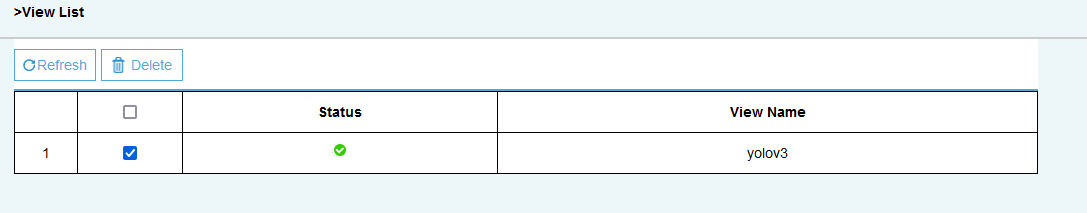 >View List
Refresh Delete
Status View Name
1 yolov3